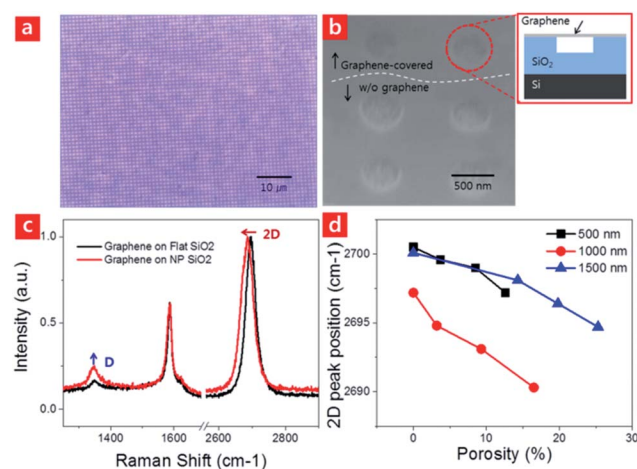 a
10 μm
b
↑ Graphene-covered
↓ w/o graphene
500 nm
Graphene
SiO₂
Si
c
Graphene on Flat SiO2
Graphene on NP SiO2
← 2D
↑ D
Intensity (a.u.)
1.0
0.5
0.0
1400 1600 2600 2800
Raman Shift (cm-1)
d
500 nm
1000 nm
1500 nm
2D peak position (cm-1)
2700
2695
2690
0 10 20 30
Porosity (%)